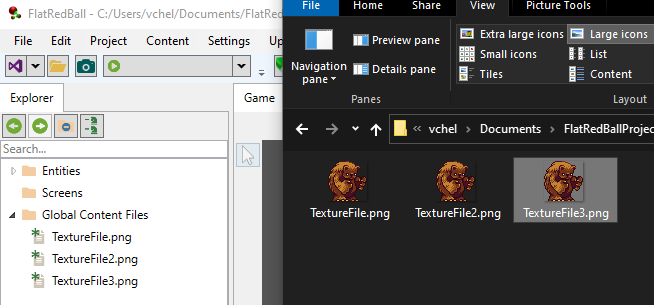 FlatRedBall - C:/Users/vchel/Documents/FlatRed
File Edit Project Content Settings Up
Explorer
Game
Search...
Entities
Screens
Global Content Files
TextureFile.png
TextureFile2.png
TextureFile3.png
File Home Share View Picture Tools
Navigation pane
Preview pane
Details pane
Panes
Extra large icons
Large icons
Small icons
List
Tiles
Content
Layout
vchel Documents FlatRedBallProjec
TextureFile.png TextureFile2.png TextureFile3.png